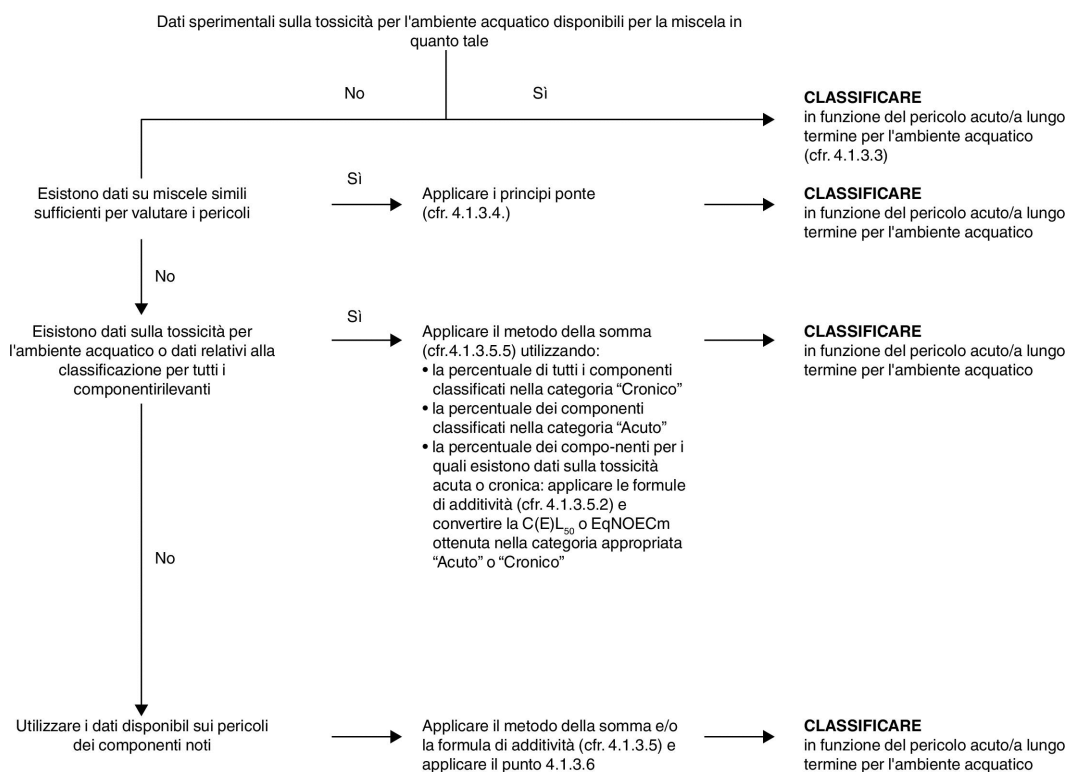 Dati sperimentali sulla tossicità per l'ambiente acquatico disponibili per la miscela in
quanto tale
No
Sì
CLASSIFICARE
in funzione del pericolo acuto/a lungo
termine per l'ambiente acquatico
(cfr. 4.1.3.3)
Esistono dati su miscele simili
sufficienti per valutare i pericoli
Sì
Applicare i principi ponte
(cfr. 4.1.3.4.)
CLASSIFICARE
in funzione del pericolo acuto/a lungo
termine per l'ambiente acquatico
No
Eisistono dati sulla tossicità per
l'ambiente acquatico o dati relativi alla
classificazione per tutti i
componentirilevanti
Sì
Applicare il metodo della somma
(cfr.4.1.3.5.5) utilizzando:
• la percentuale di tutti i componenti
classificati nella categoria “Cronico”
• la percentuale dei componenti
classificati nella categoria “Acuto”
• la percentuale dei compo-nenti per i
quali esistono dati sulla tossicità
acuta o cronica: applicare le formule
di additività (cfr. 4.1.3.5.2) e
convertire la C(E)L50 o EqNOECm
ottenuta nella categoria appropriata
“Acuto” o “Cronico”
CLASSIFICARE
in funzione del pericolo acuto/a lungo
termine per l'ambiente acquatico
No
Utilizzare i dati disponibil sui pericoli
dei componenti noti
Applicare il metodo della somma e/o
la formula di additività (cfr. 4.1.3.5) e
applicare il punto 4.1.3.6
CLASSIFICARE
in funzione del pericolo acuto/a lungo
termine per l'ambiente acquatico